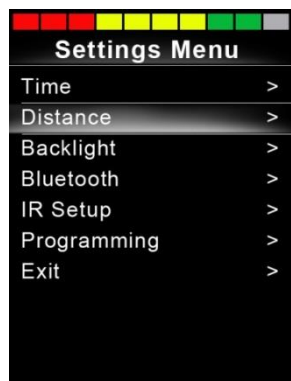 Settings Menu
Time >
Distance >
Backlight >
Bluetooth >
IR Setup >
Programming >
Exit >